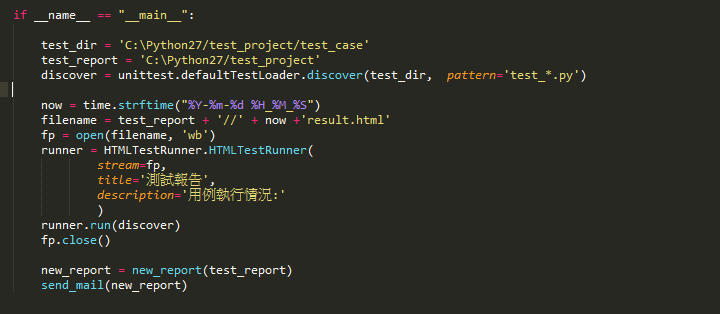 if __name__ == "__main__":
test_dir = 'C:\Python27/test_project/test_case'
test_report = 'C:\Python27/test_project'
discover = unittest.defaultTestLoader.discover(test_dir,  pattern='test_*.py')
now = time.strftime("%Y-%m-%d %H_%M_%S")
filename = test_report + '//' + now +'result.html'
fp = open(filename, 'wb')
runner = HTMLTestRunner.HTMLTestRunner(
stream=fp,
title='測試報告',
description='用例執行情況:'
)
runner.run(discover)
fp.close()
new_report = new_report(test_report)
send_mail(new_report)